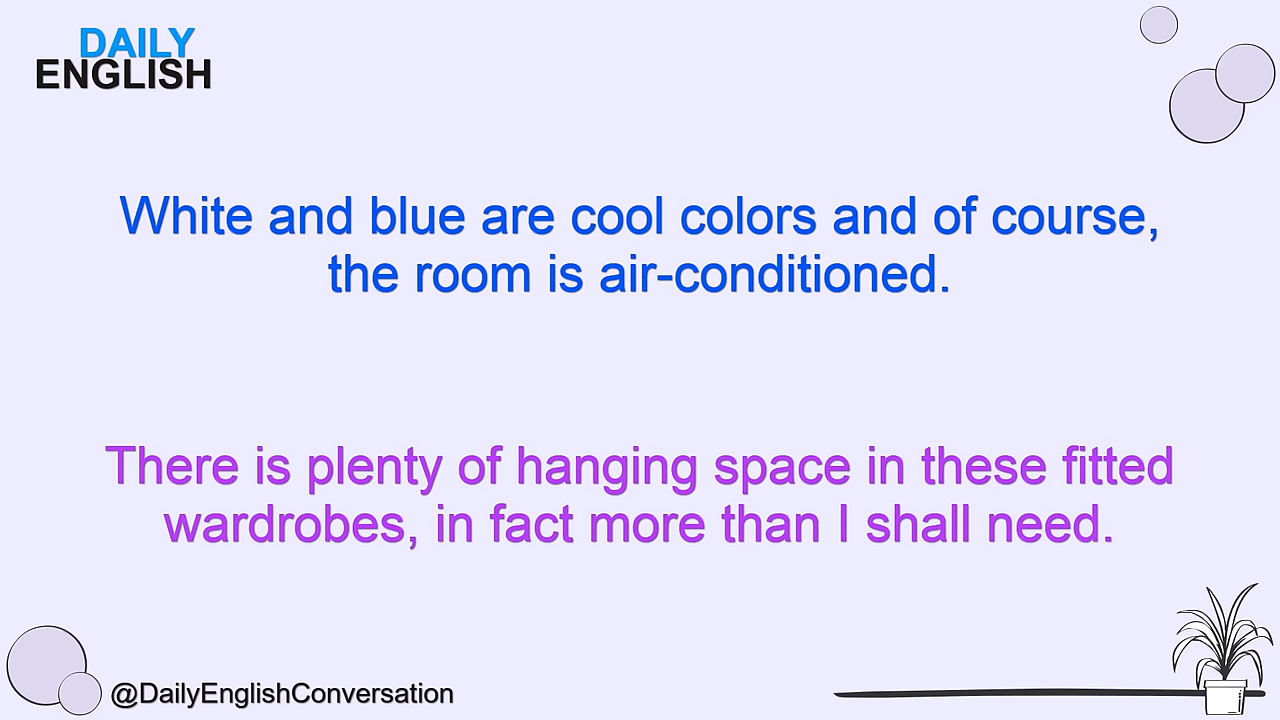 DAILY
ENGLISH
White and blue are cool colors and of course,
the room is air-conditioned.
There is plenty of hanging space in these fitted
wardrobes, in fact more than I shall need.
@DailyEnglishConversation